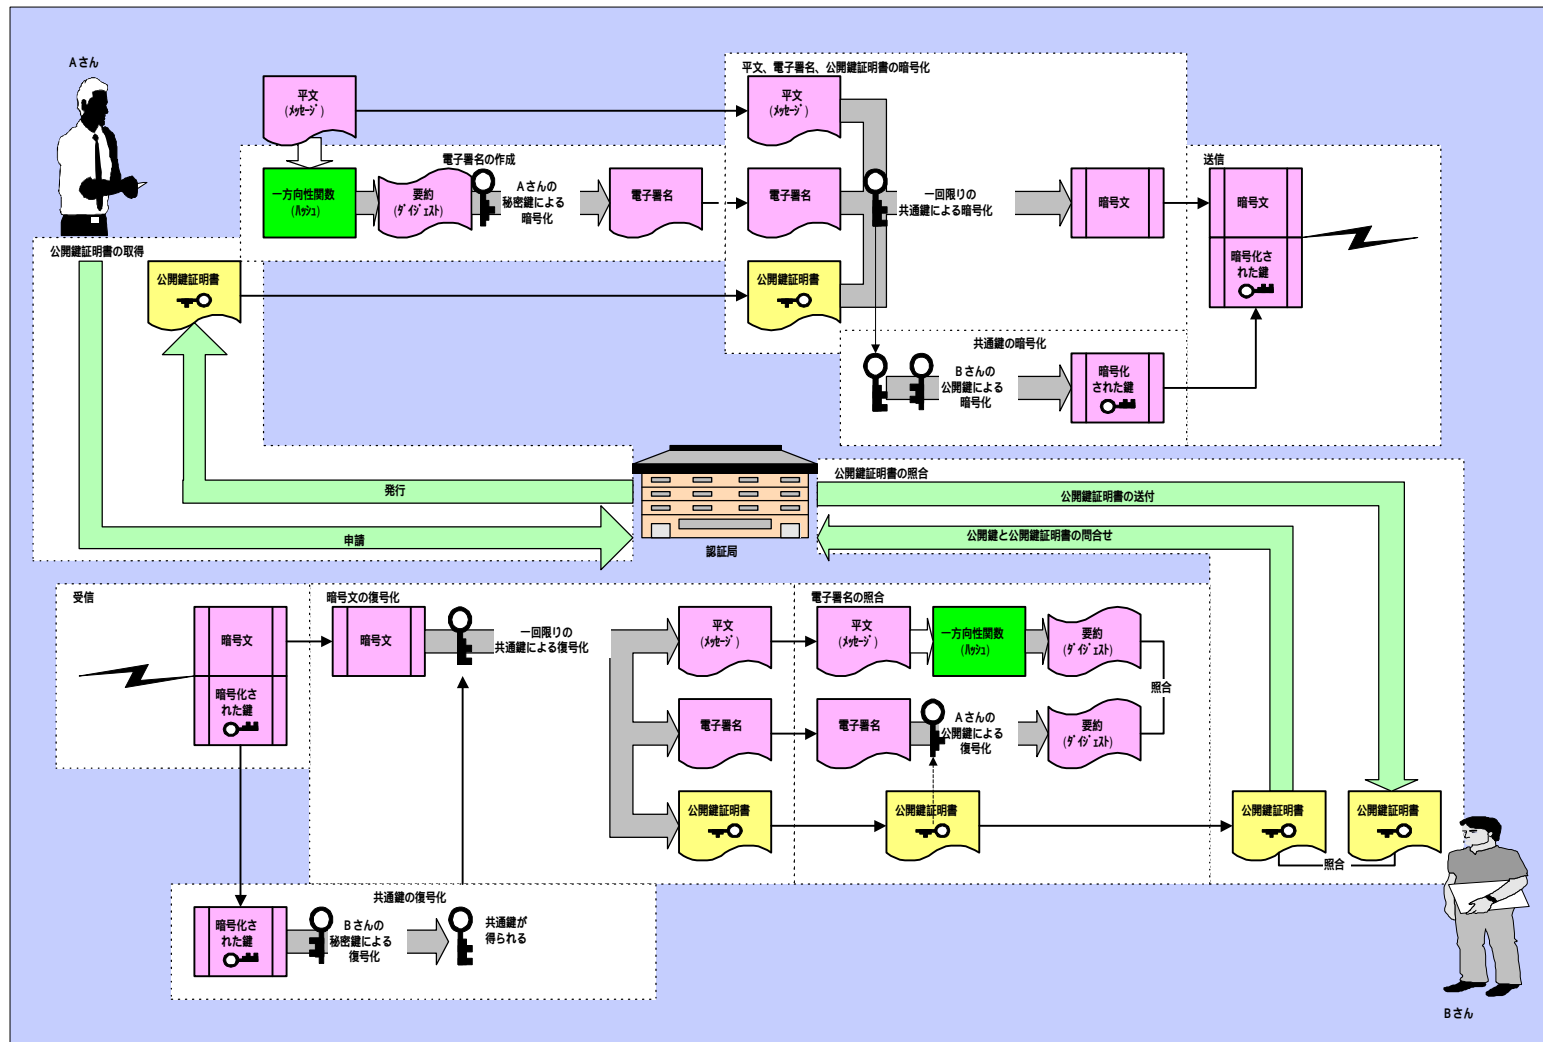 Aさん
平文、電子署名、公開鍵証明書の暗号化
平文
(ﾒｯｾｰｼﾞ)
平文
(ﾒｯｾｰｼﾞ)
電子署名の作成
送信
一方向性関数
(ﾊｯｼｭ)
要約
(ﾀﾞｲｼﾞｪｽﾄ)
Aさんの
秘密鍵による
暗号化
電子署名
電子署名
一回限りの
共通鍵による暗号化
暗号文
暗号文
暗号化さ
れた鍵
公開鍵証明書の取得
公開鍵証明書
公開鍵証明書
共通鍵の暗号化
Bさんの
公開鍵による
暗号化
暗号化
された鍵
発行
申請
認証局
公開鍵証明書の照合
公開鍵証明書の送付
公開鍵と公開鍵証明書の問合せ
受信
暗号文
暗号化さ
れた鍵
暗号文の復号化
暗号文
一回限りの
共通鍵による復号化
平文
(ﾒｯｾｰｼﾞ)
電子署名
公開鍵証明書
電子署名の照合
平文
(ﾒｯｾｰｼﾞ)
一方向性関数
(ﾊｯｼｭ)
要約
(ﾀﾞｲｼﾞｪｽﾄ)
照合
電子署名
Aさんの
公開鍵による
復号化
要約
(ﾀﾞｲｼﾞｪｽﾄ)
公開鍵証明書
公開鍵証明書
公開鍵証明書
照合
共通鍵の復号化
暗号化さ
れた鍵
Bさんの
秘密鍵による
復号化
共通鍵が
得られる
Bさん